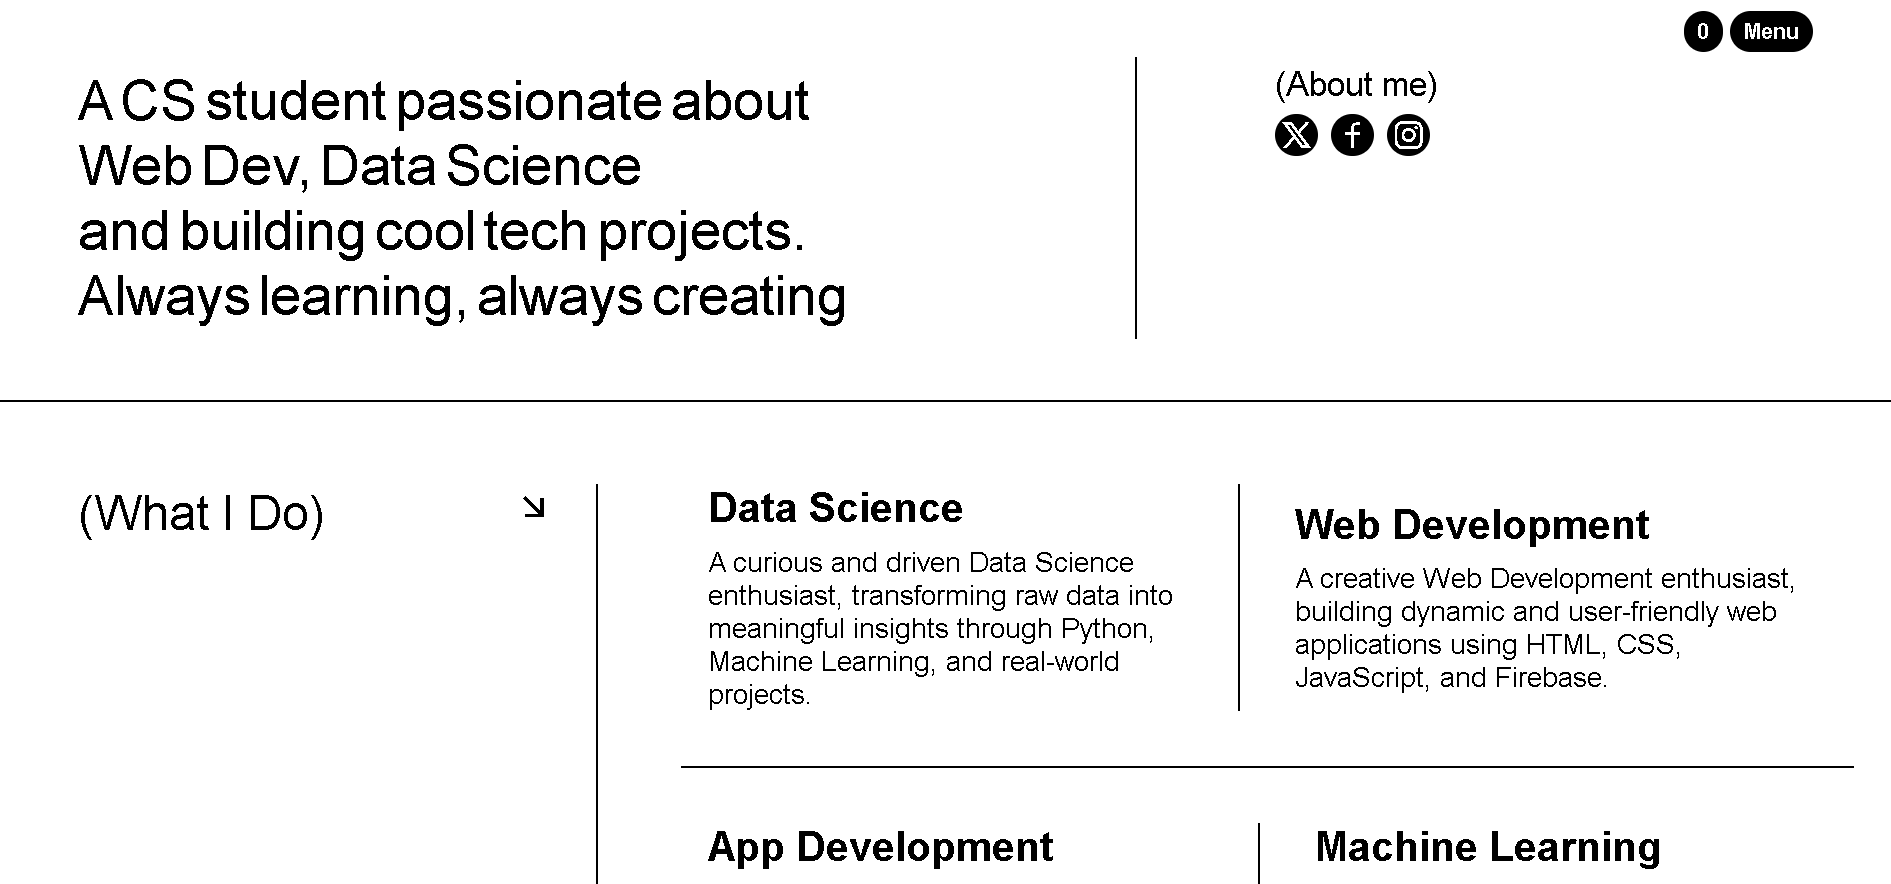 0 Menu
A CS student passionate about
Web Dev, Data Science
and building cool tech projects.
Always learning, always creating
(About me)
(What I Do)
Data Science
A curious and driven Data Science
enthusiast, transforming raw data into
meaningful insights through Python,
Machine Learning, and real-world
projects.
Web Development
A creative Web Development enthusiast,
building dynamic and user-friendly web
applications using HTML, CSS,
JavaScript, and Firebase.
App Development
Machine Learning